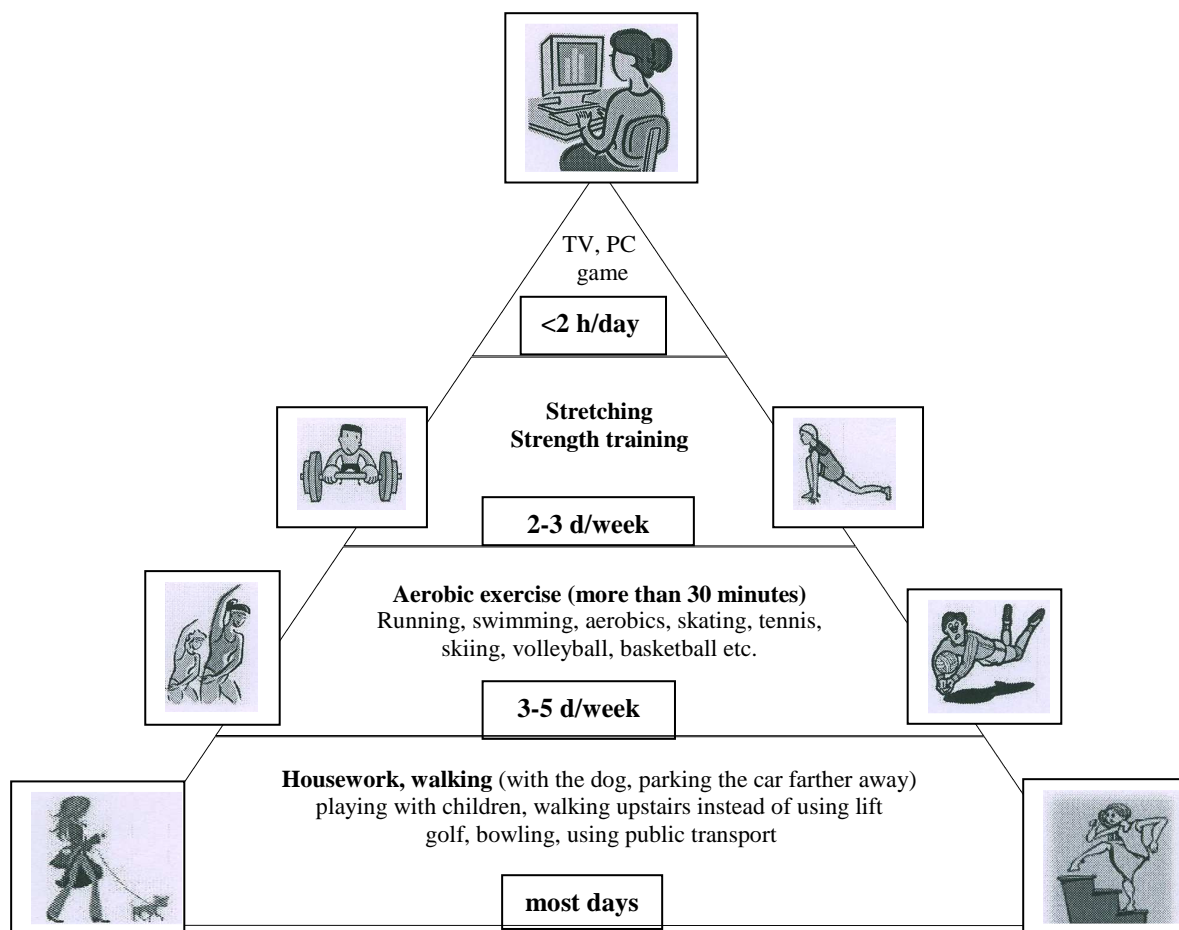 TV, PC
game
<2 h/day
Stretching
Strength training
2-3 d/week
Aerobic exercise (more than 30 minutes)
Running, swimming, aerobics, skating, tennis,
skiing, volleyball, basketball etc.
3-5 d/week
Housework, walking (with the dog, parking the car farther away)
playing with children, walking upstairs instead of using lift
golf, bowling, using public transport
most days